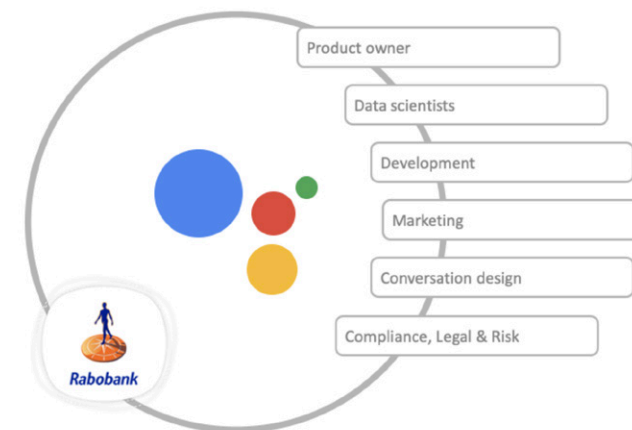 Product owner
Data scientists
Development
Marketing
Conversation design
Compliance, Legal & Risk
Rabobank